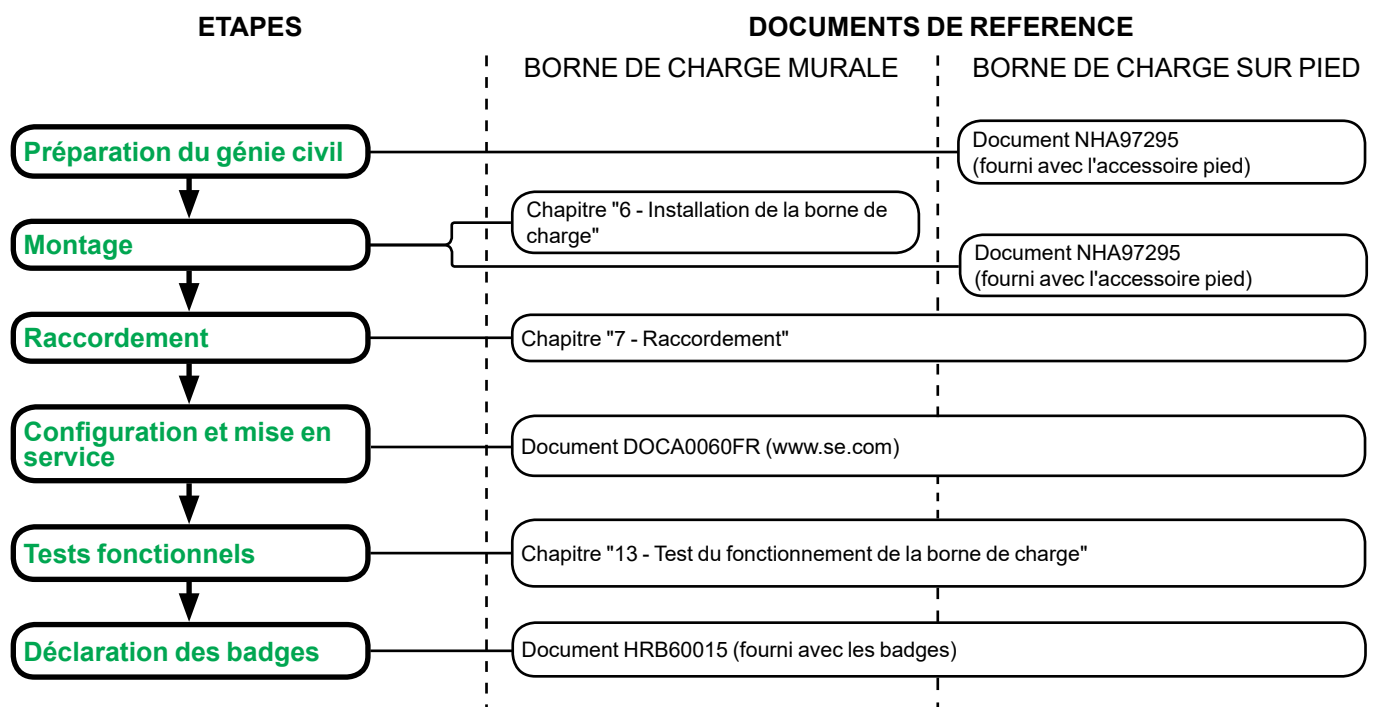 ETAPES
DOCUMENTS DE REFERENCE
BORNE DE CHARGE MURALE
BORNE DE CHARGE SUR PIED
Préparation du génie civil
Document NHA97295
(fourni avec l'accessoire pied)
Montage
Chapitre "6 - Installation de la borne de
charge"
Document NHA97295
(fourni avec l'accessoire pied)
Raccordement
Chapitre "7 - Raccordement"
Configuration et mise en
service
Document DOCA0060FR (www.se.com)
Tests fonctionnels
Chapitre "13 - Test du fonctionnement de la borne de charge"
Déclaration des badges
Document HRB60015 (fourni avec les badges)